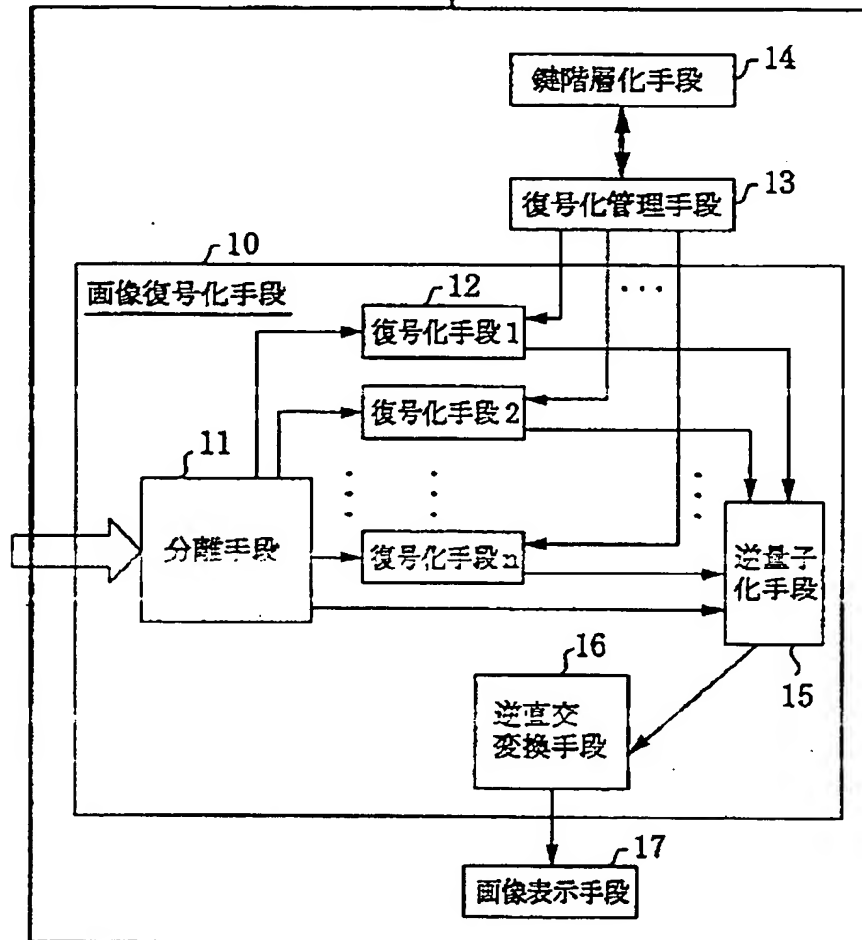 14
鍵階層化手段
13
復号化管理手段
10
画像復号化手段
12
復号化手段1
復号化手段2
11
分離手段
復号化手段n
逆量子
化手段
15
16
逆直交
変換手段
17
画像表示手段